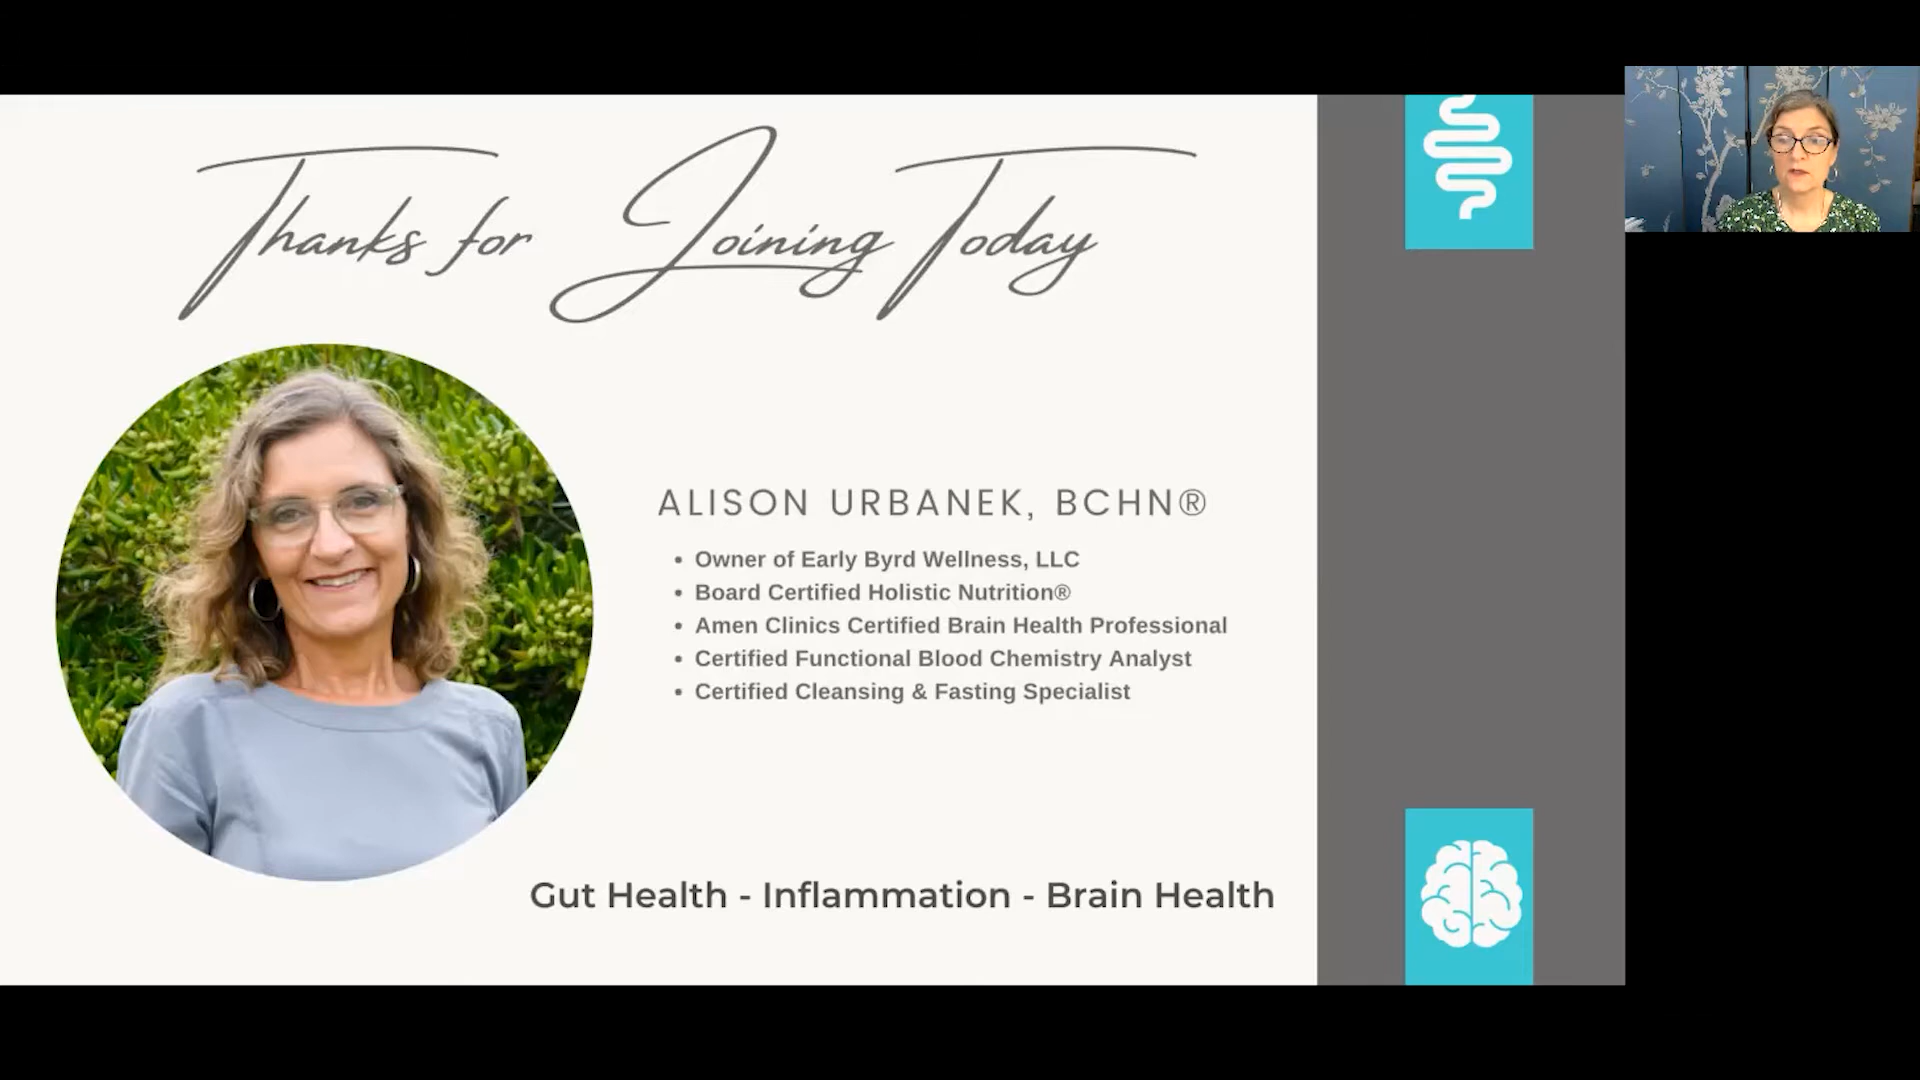 Thanks for Joining Today
ALISON URBANEK, BCHN®
• Owner of Early Byrd Wellness, LLC
• Board Certified Holistic Nutrition®
• Amen Clinics Certified Brain Health Professional
• Certified Functional Blood Chemistry Analyst
• Certified Cleansing & Fasting Specialist
Gut Health - Inflammation - Brain Health